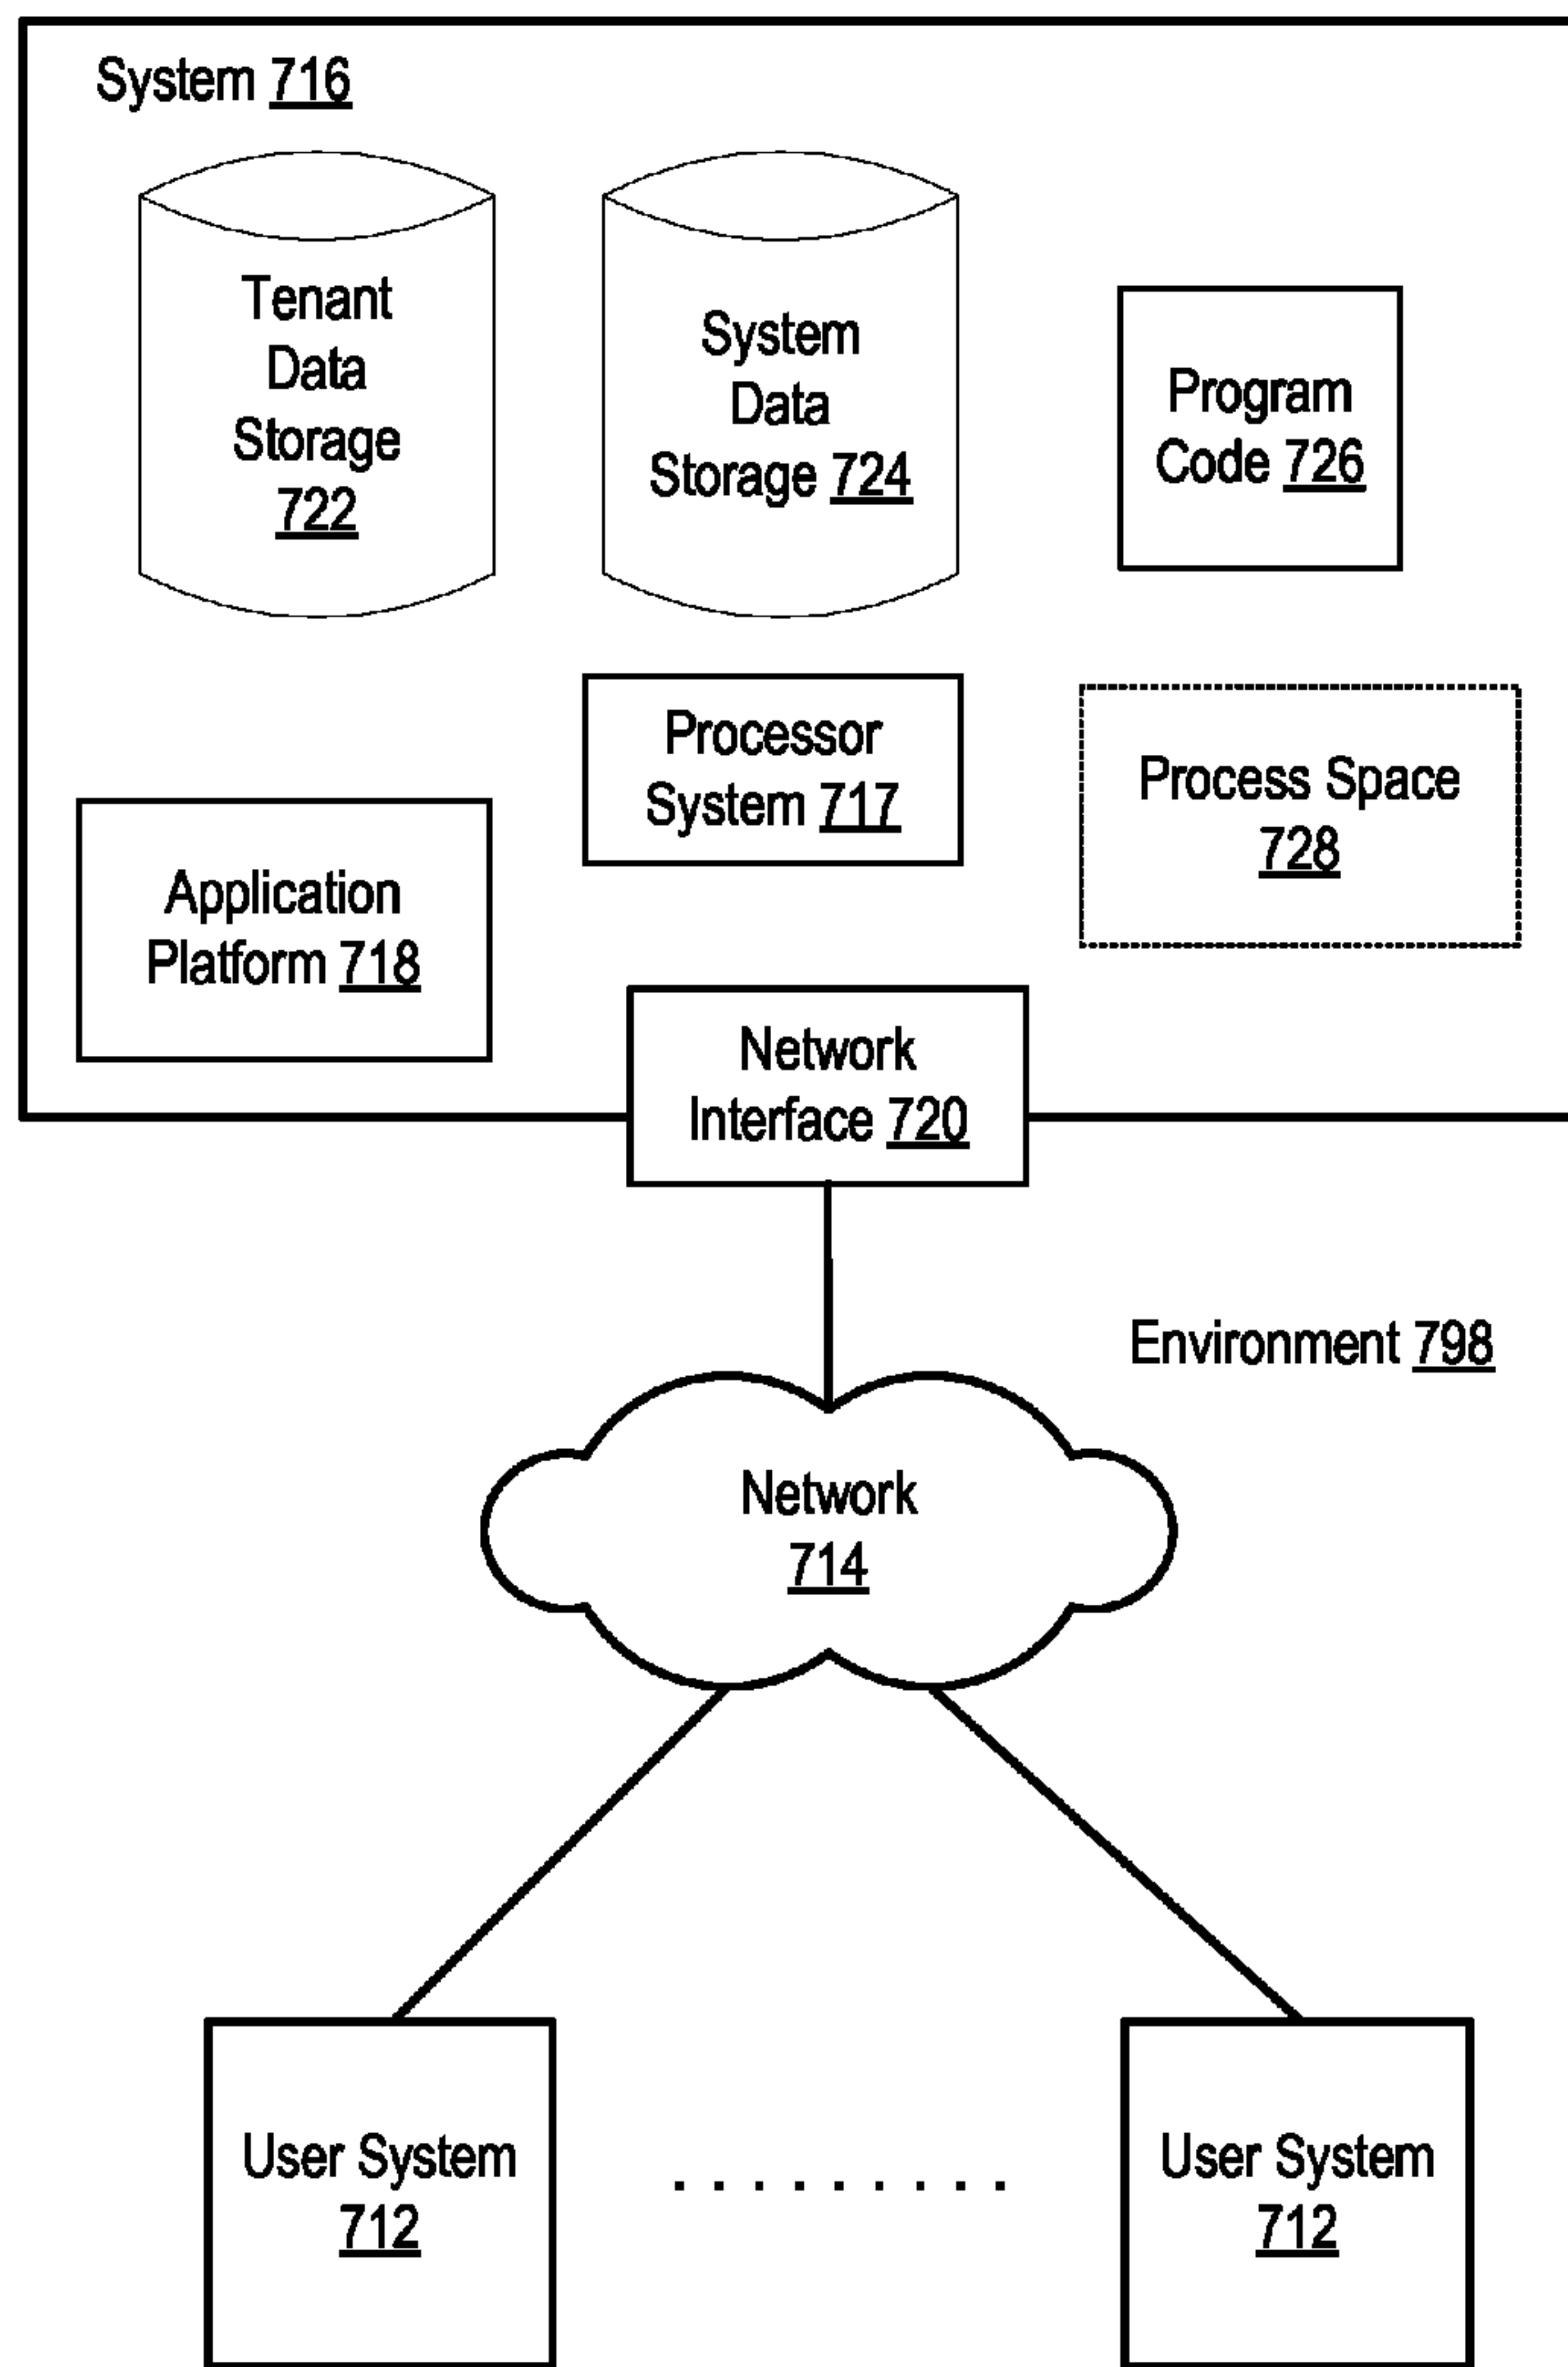 System 716
Tenant
Data
Storage
722
System
Data
Storage 724
Program
Code 726
Processor
System 717
Process Space
728
Application
Platform 718
Network
Interface 720
Environment 798
Network
714
User System
712
. . . . . . . . .
User System
712